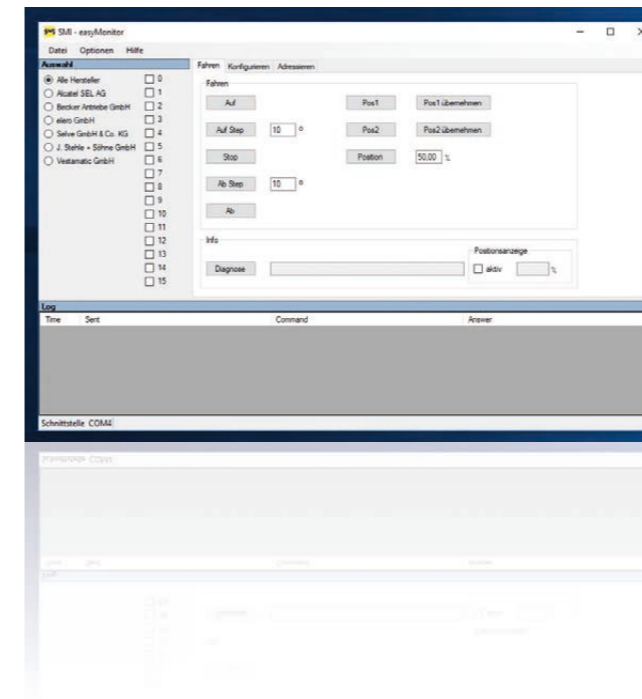 SMI - easyMonitor
Datei Optionen Hilfe
Auswahl
Alle Hersteller
Alcatel SEL AG
Becker Antriebe GmbH
elero GmbH
Selve GmbH & Co. KG
J. Stehle + Söhne GmbH
Vestamatic GmbH
0
1
2
3
4
5
6
7
8
9
10
11
12
13
14
15
Fahren Konfigurieren Adressieren
Fahren
Auf Pos1 Pos1 übernehmen
Auf Step 10 ° Pos2 Pos2 übernehmen
Stop Position 50,00 %
Ab Step 10 °
Ab
Info
Positionsanzeige
Diagnose aktiv %
Log
Time Sent Command Answer
Schnittstelle COM4